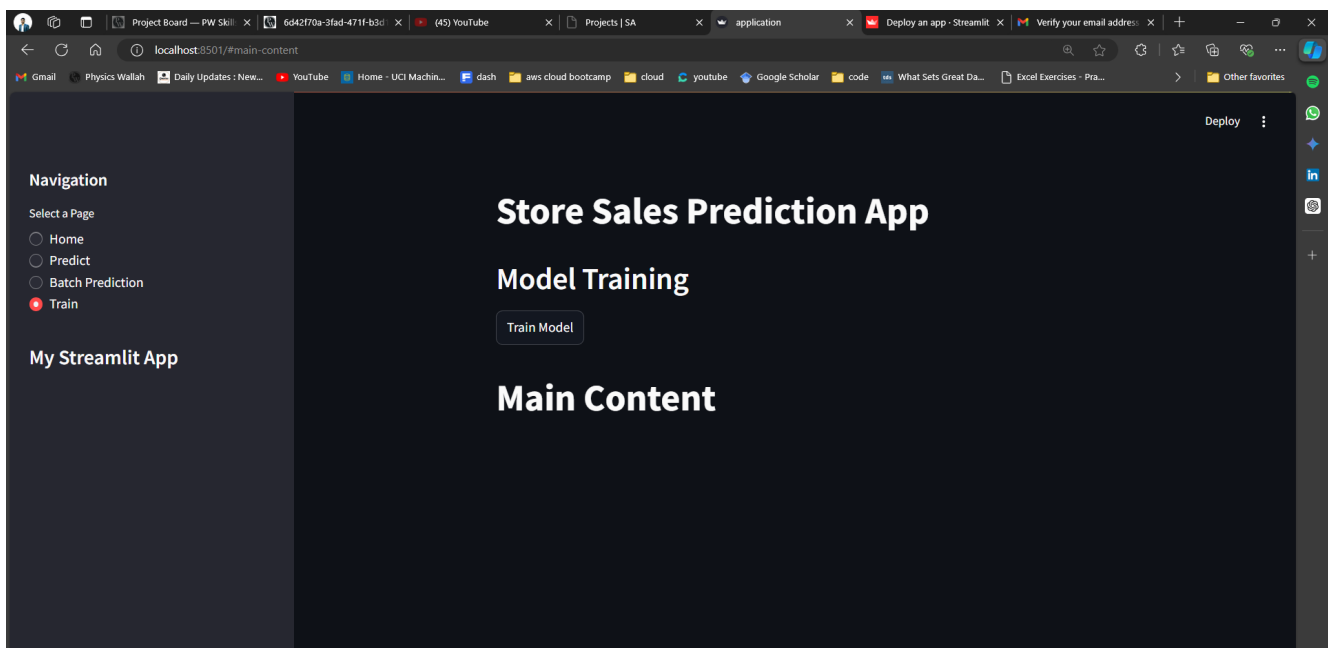 Project Board — PW Skill
6d42f70a-3fad-471f-b3d1
(45) YouTube
Projects | SA
application
Deploy an app · Streamlit
Verify your email address
localhost:8501/#main-content
Gmail
Physics Wallah
Daily Updates : New...
YouTube
Home - UCI Machin...
dash
aws cloud bootcamp
cloud
youtube
Google Scholar
code
What Sets Great Da...
Excel Exercises - Pra...
Other favorites
Deploy
Navigation
Select a Page
Home
Predict
Batch Prediction
Train
My Streamlit App
Store Sales Prediction App
Model Training
Train Model
Main Content